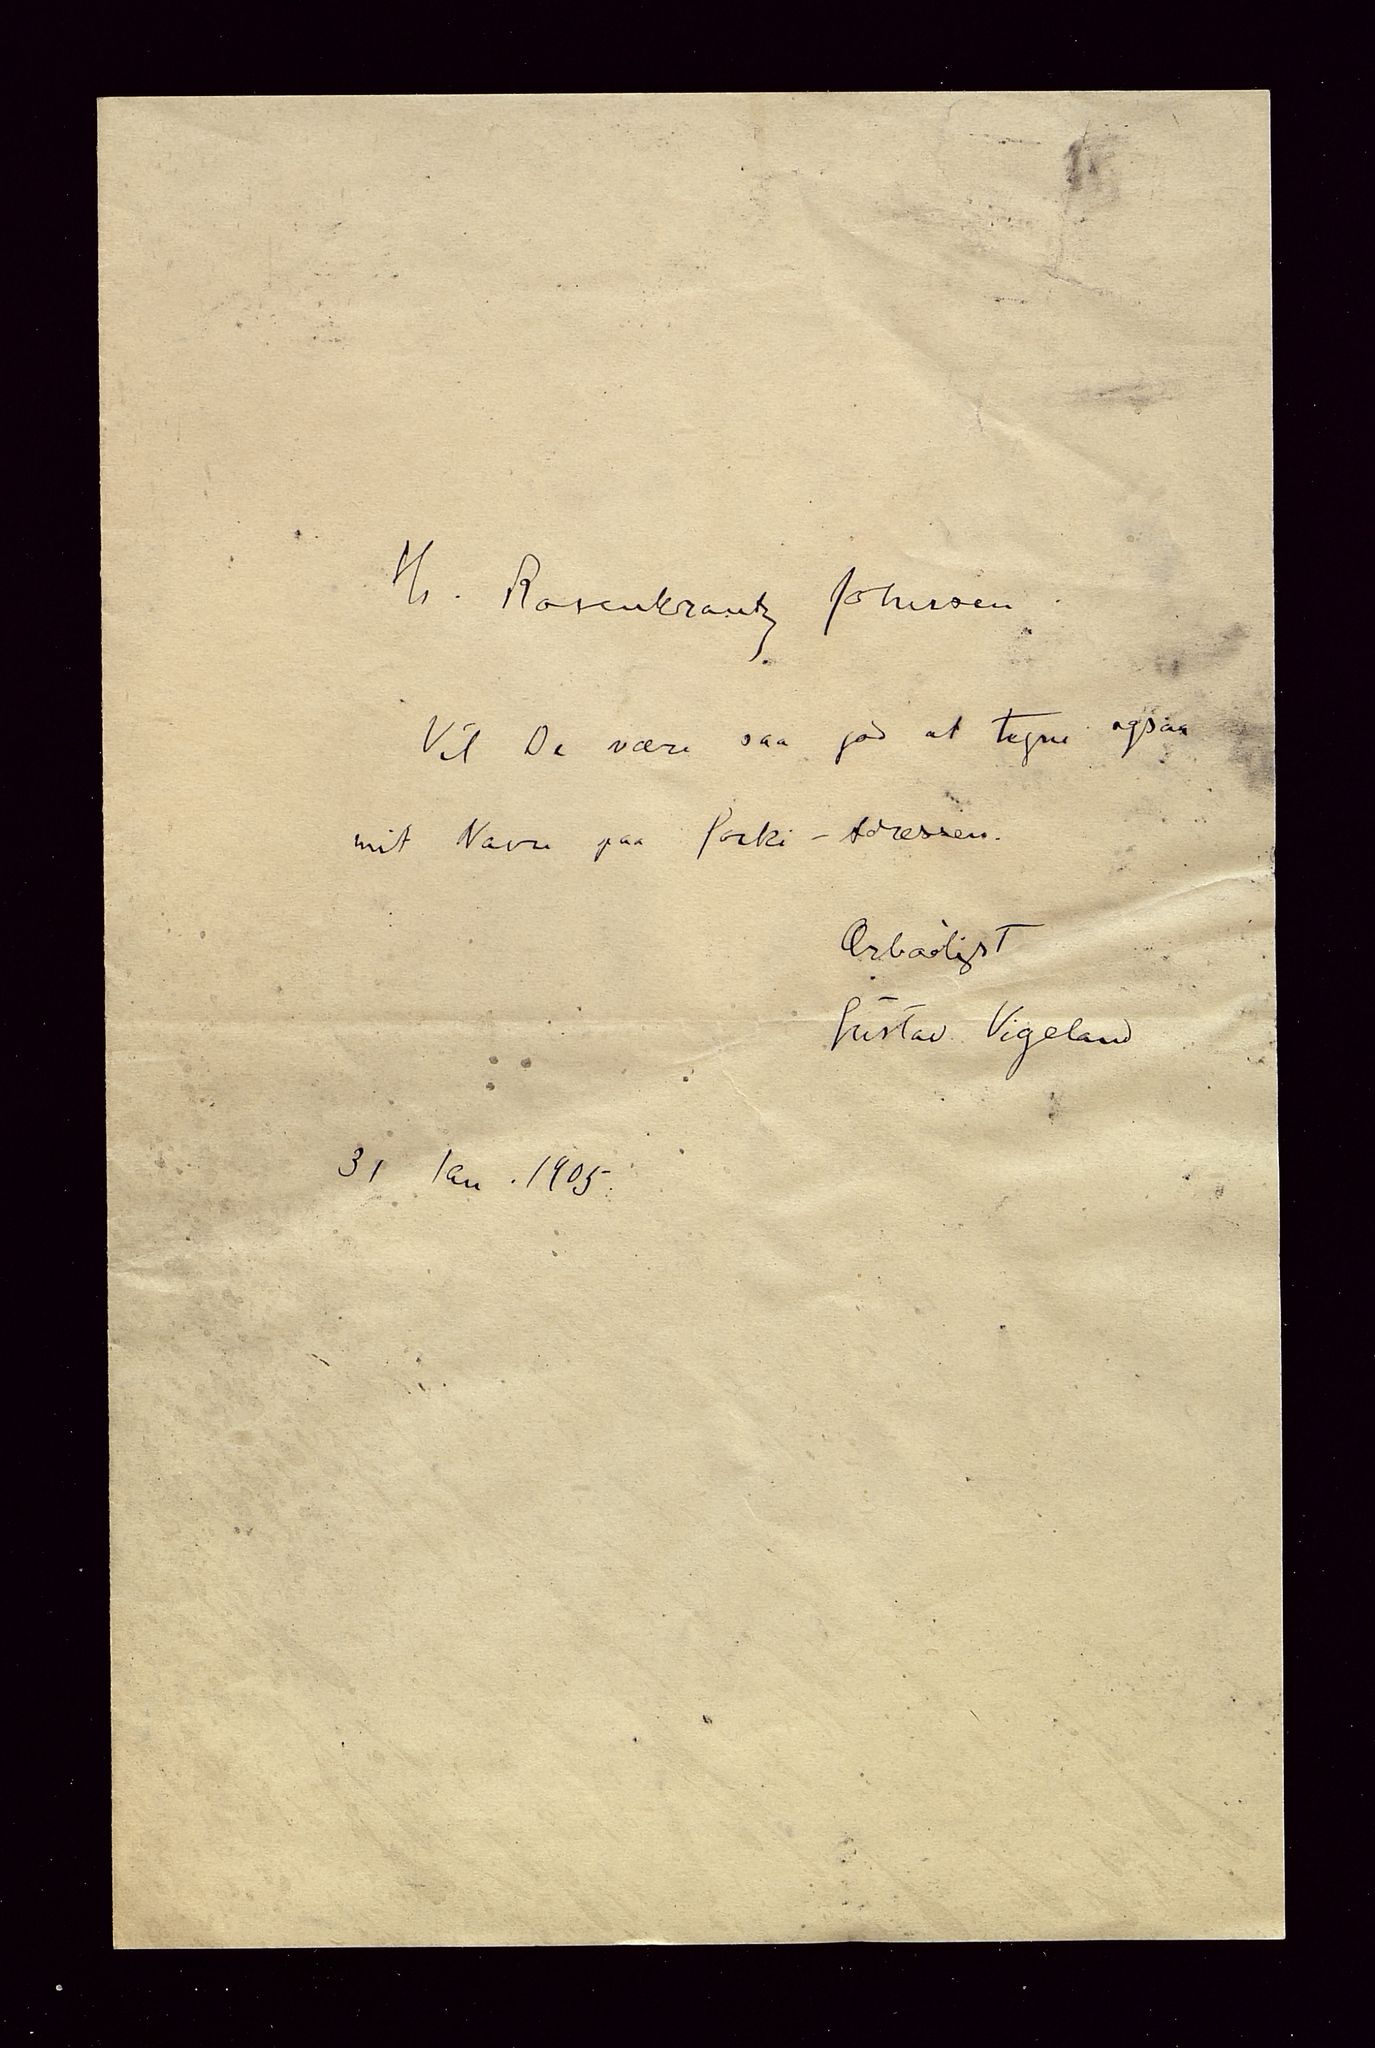 Hr. Rosenkrantz Johnsen.
Vil De være saa god at tegne ogsaa
mit Navn paa Gorki-Adressen.
Ærbødigst
Gustav Vigeland
31 Jan. 1905.